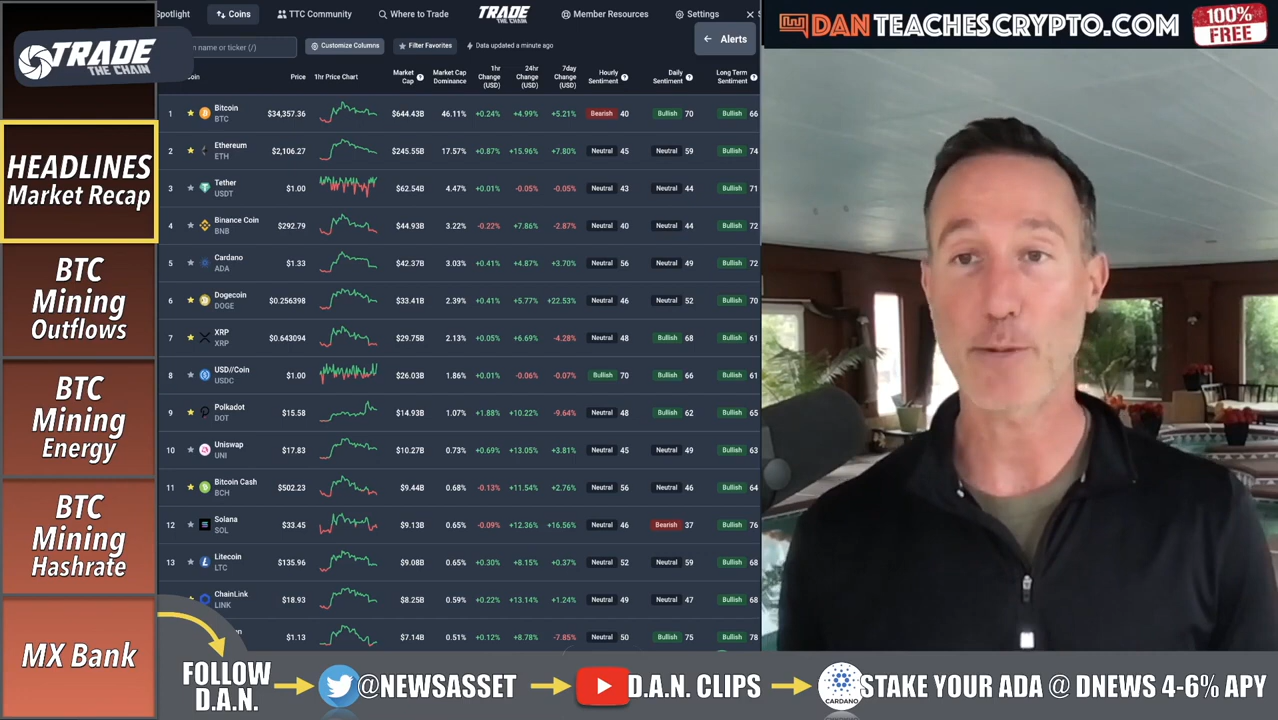 Spotlight
Coins
TTC Community
Where to Trade
TRADE
THE CHAIN
Member Resources
Settings
n name or ticker (/)
Customize Columns
Filter Favorites
Data updated a minute ago
Alerts
Price
1hr Price Chart
Market Cap
Market Cap Dominance
1hr Change (USD)
24hr Change (USD)
7day Change (USD)
Hourly Sentiment
Daily Sentiment
Long Term Sentiment
1 Bitcoin BTC $34,357.36 $644.43B 46.11% +0.24% +4.99% +5.21% Bearish 40 Bullish 70 Bullish 66
2 Ethereum ETH $2,106.27 $245.55B 17.57% +0.87% +15.96% +7.80% Neutral 45 Neutral 59 Bullish 74
3 Tether USDT $1.00 $62.54B 4.47% +0.01% -0.05% -0.05% Neutral 43 Neutral 44 Bullish 71
4 Binance Coin BNB $292.79 $44.93B 3.22% -0.22% +7.86% -2.87% Neutral 40 Neutral 44 Bullish 72
5 Cardano ADA $1.33 $42.37B 3.03% +0.41% +4.87% +3.70% Neutral 56 Neutral 49 Bullish 72
6 Dogecoin DOGE $0.256398 $33.41B 2.39% +0.41% +5.77% +22.53% Neutral 46 Neutral 52 Bullish 70
7 XRP XRP $0.643094 $29.75B 2.13% +0.05% +6.69% -4.28% Neutral 48 Bullish 68 Bullish 61
8 USD//Coin USDC $1.00 $26.03B 1.86% +0.01% -0.06% -0.07% Bullish 70 Bullish 66 Bullish 61
9 Polkadot DOT $15.58 $14.93B 1.07% +1.88% +10.22% -9.64% Neutral 48 Bullish 62 Bullish 65
10 Uniswap UNI $17.83 $10.27B 0.73% +0.69% +13.05% +3.81% Neutral 45 Neutral 49 Bullish 63
11 Bitcoin Cash BCH $502.23 $9.44B 0.68% -0.13% +11.54% +2.76% Neutral 56 Neutral 46 Bullish 64
12 Solana SOL $33.45 $9.13B 0.65% -0.09% +12.36% +16.56% Neutral 46 Bearish 37 Bullish 76
13 Litecoin LTC $135.96 $9.08B 0.65% +0.30% +8.15% +0.37% Neutral 52 Neutral 59 Bullish 68
ChainLink LINK $18.93 $8.25B 0.59% +0.22% +13.14% +1.24% Neutral 49 Neutral 47 Bullish 68
$1.13 $7.14B 0.51% +0.12% +8.78% -7.85% Neutral 50 Bullish 75 Bullish 78
TRADE
THE CHAIN
HEADLINES
Market Recap
BTC
Mining
Outflows
BTC
Mining
Energy
BTC
Mining
Hashrate
MX Bank
DANTEACHESCRYPTO.COM
100%
FREE
FOLLOW
D.A.N.
@NEWSASSET
D.A.N. CLIPS
CARDANO
STAKE YOUR ADA @ DNEWS 4-6% APY